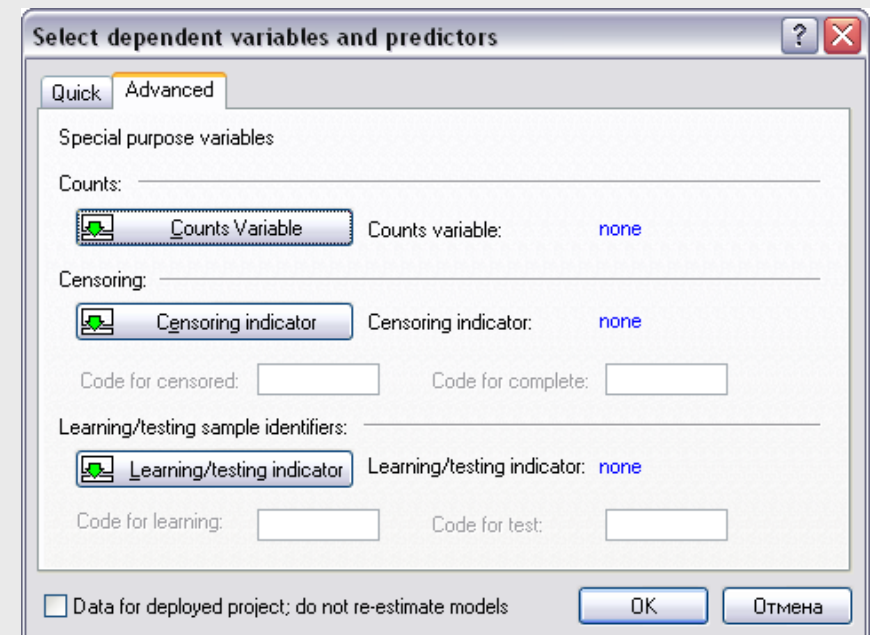 Select dependent variables and predictors
Quick Advanced
Special purpose variables
Counts:
Counts Variable Counts variable: none
Censoring:
Censoring indicator Censoring indicator: none
Code for censored: Code for complete:
Learning/testing sample identifiers:
Learning/testing indicator Learning/testing indicator: none
Code for learning: Code for test:
Data for deployed project; do not re-estimate models OK Отмена